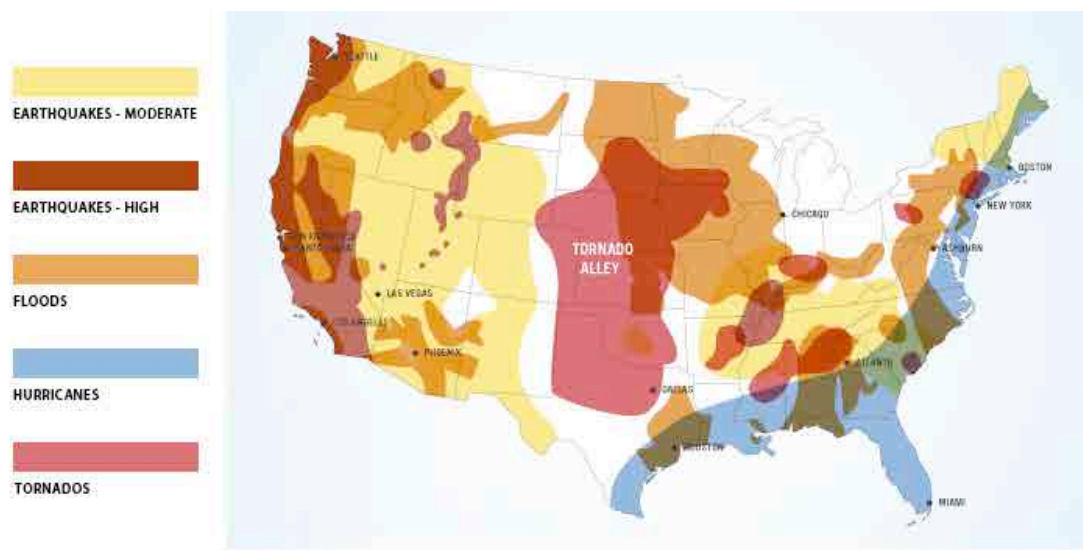 EARTHQUAKES - MODERATE
EARTHQUAKES - HIGH
FLOODS
HURRICANES
TORNADOS
SEATTLE
BOSTON
NEW YORK
CHICAGO
ASHBURN
TORNADO
ALLEY
LAS VEGAS
LOS ANGELES
PHOENIX
ATLANTA
DALLAS
HOUSTON
MIAMI